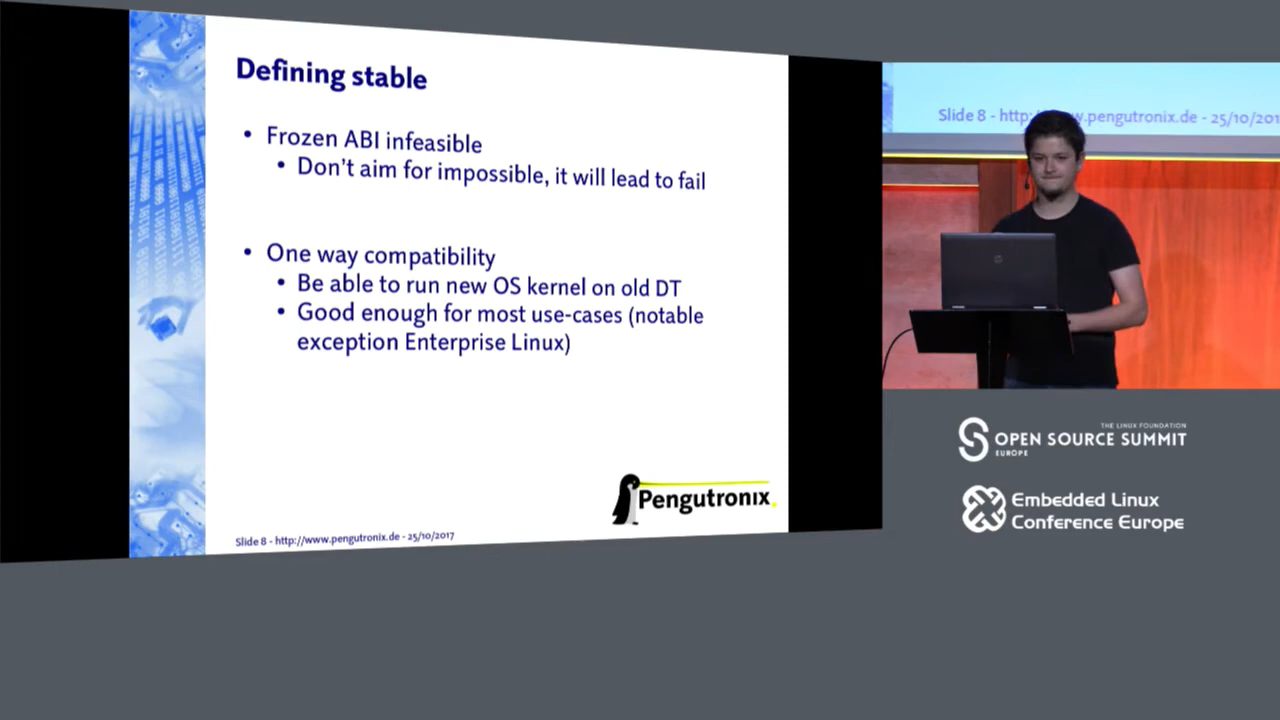 Defining stable
• Frozen ABI infeasible
• Don't aim for impossible, it will lead to fail
• One way compatibility
• Be able to run new OS kernel on old DT
• Good enough for most use-cases (notable
exception Enterprise Linux)
Pengutronix
Slide 8 - http://www.pengutronix.de - 25/10/2017
Slide 8 - http: w.pengutronix.de - 25/10/201
THE LINUX FOUNDATION
OPEN SOURCE SUMMIT
EUROPE
Embedded Linux
Conference Europe